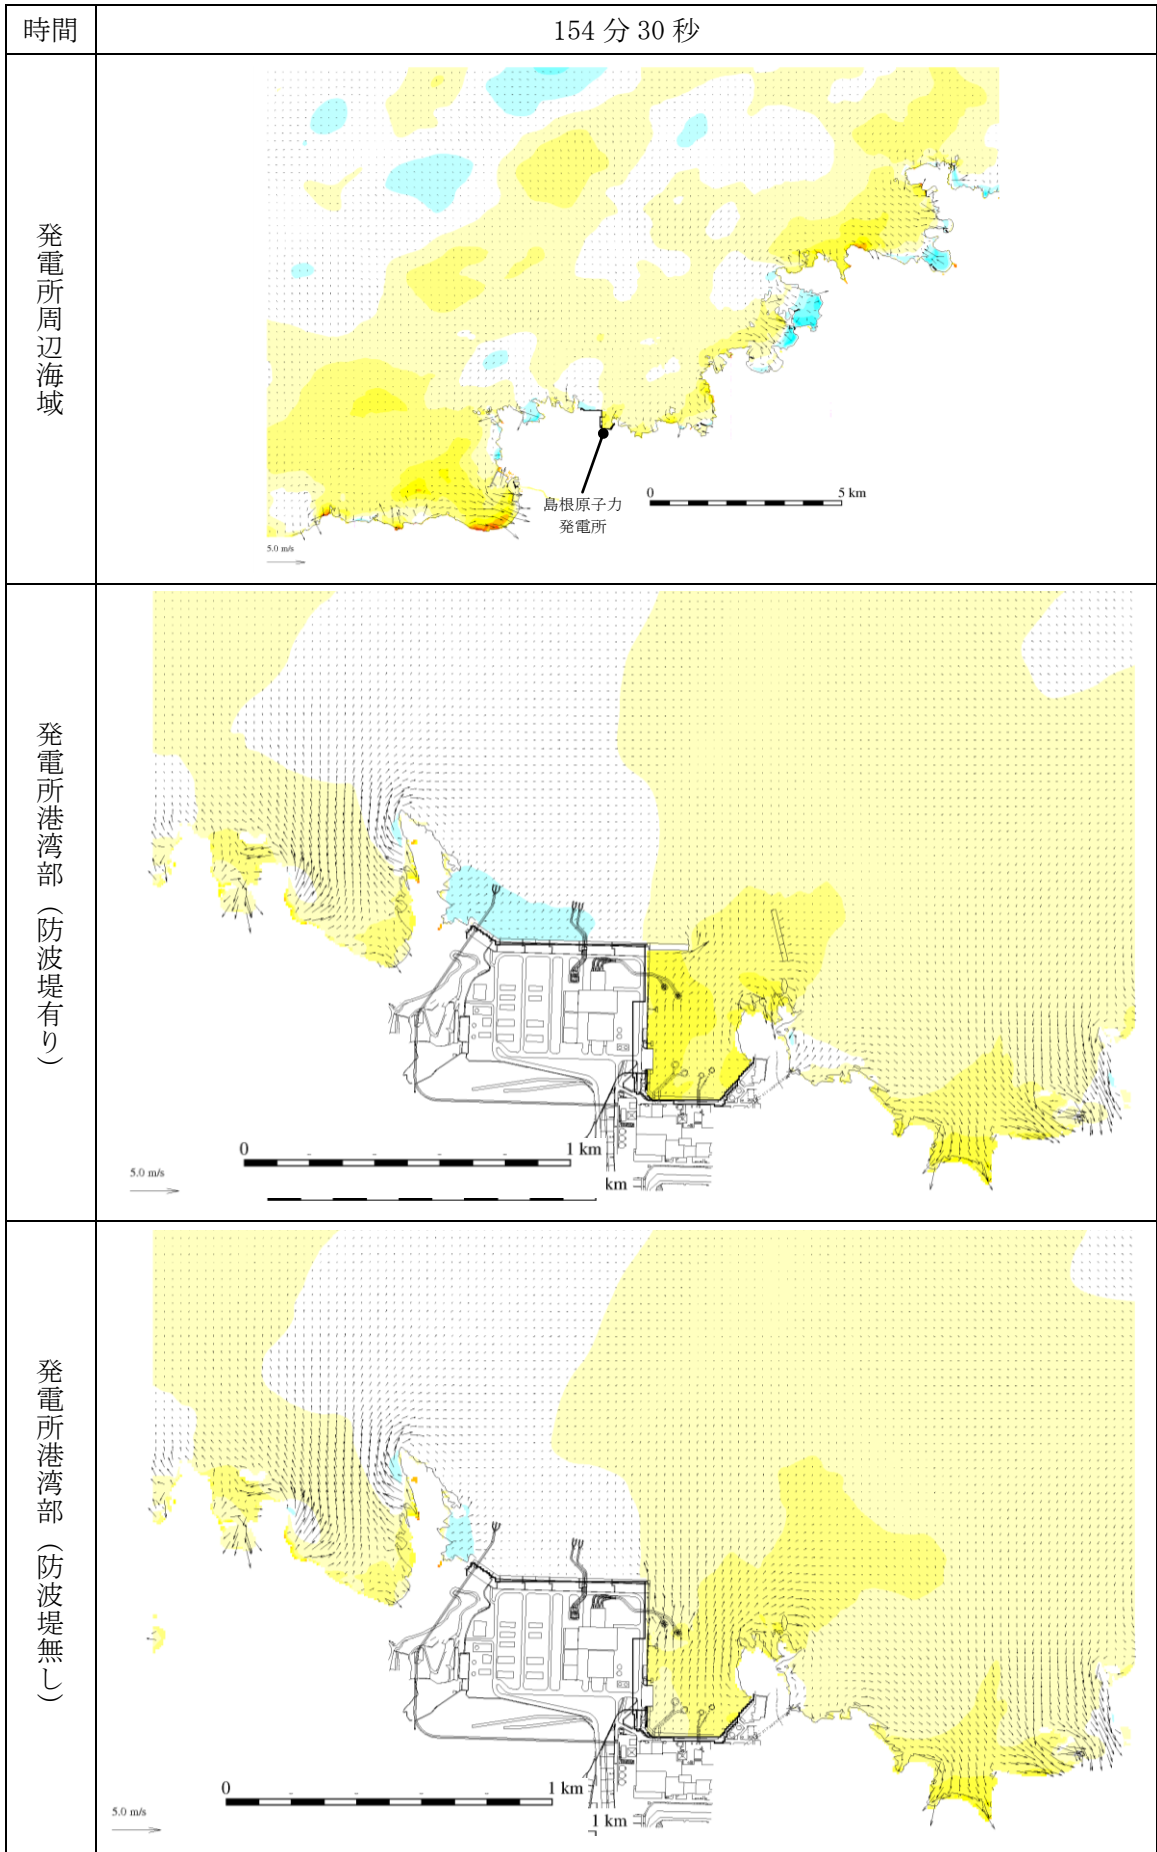 時間
154 分 30 秒
発電所周辺海域
島根原子力
発電所
0 5 km
5.0 m/s
発電所港湾部（防波堤有り）
0 1 km
5.0 m/s
km
発電所港湾部（防波堤無し）
0 1 km
5.0 m/s
1 km